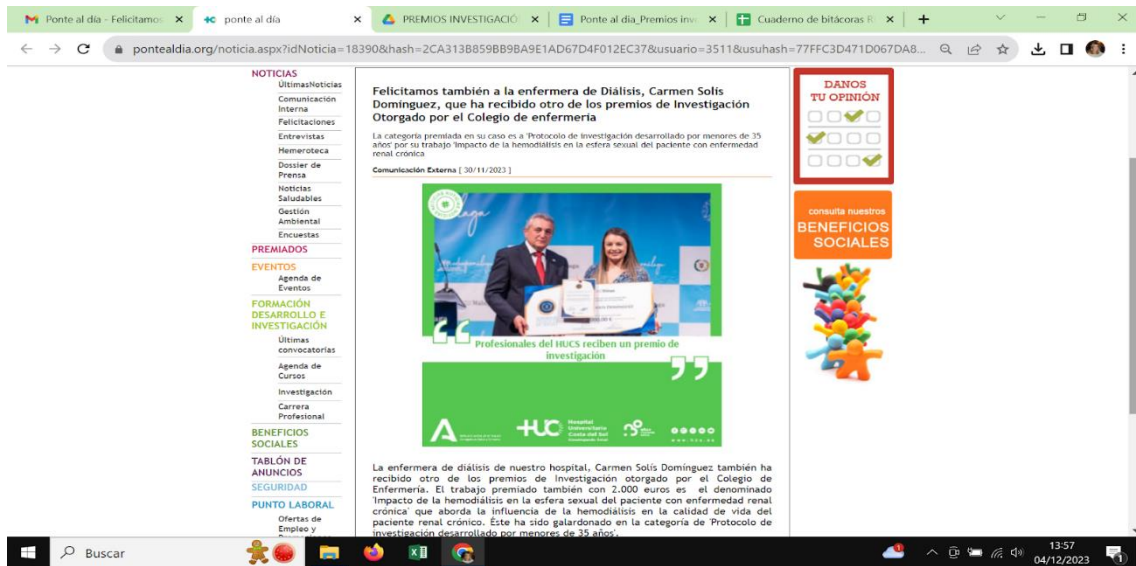 Ponte al día - Felicitamos
ponte al día
PREMIOS INVESTIGACIÓ
Ponte al dia_Premios inve
Cuaderno de bitácoras R
pontealdia.org/noticia.aspx?idNoticia=18390&hash=2CA313B859BB9BA9E1AD67D4F012EC37&usuario=3511&usuhash=77FFC3D471D067DA8...
NOTICIAS
ÚltimasNoticias
Comunicación
Interna
Felicitaciones
Entrevistas
Hemeroteca
Dossier de
Prensa
Noticias
Saludables
Gestión
Ambiental
Encuestas
PREMIADOS
EVENTOS
Agenda de
Eventos
FORMACIÓN
DESARROLLO E
INVESTIGACIÓN
Últimas
convocatorias
Agenda de
Cursos
Investigación
Carrera
Profesional
BENEFICIOS
SOCIALES
TABLÓN DE
ANUNCIOS
SEGURIDAD
PUNTO LABORAL
Ofertas de
Empleo y
Felicitamos también a la enfermera de Diálisis, Carmen Solís
Domínguez, que ha recibido otro de los premios de Investigación
Otorgado por el Colegio de enfermería
La categoría premiada en su caso es a 'Protocolo de investigación desarrollado por menores de 35
años' por su trabajo 'Impacto de la hemodiálisis en la esfera sexual del paciente con enfermedad
renal crónica
Comunicación Externa [ 30/11/2023 ]
Profesionales del HUCS reciben un premio de
investigación
HUC
Hospital
Universitario
Costa del Sol
La enfermera de diálisis de nuestro hospital, Carmen Solís Domínguez también ha
recibido otro de los premios de Investigación otorgado por el Colegio de
Enfermería. El trabajo premiado también con 2.000 euros es el denominado
'Impacto de la hemodiálisis en la esfera sexual del paciente con enfermedad renal
crónica' que aborda la influencia de la hemodiálisis en la calidad de vida del
paciente renal crónico. Éste ha sido galardonado en la categoría de 'Protocolo de
investigación desarrollado por menores de 35 años'.
DANOS
TU OPINIÓN
consulta nuestros
BENEFICIOS
SOCIALES
Buscar
13:57
04/12/2023